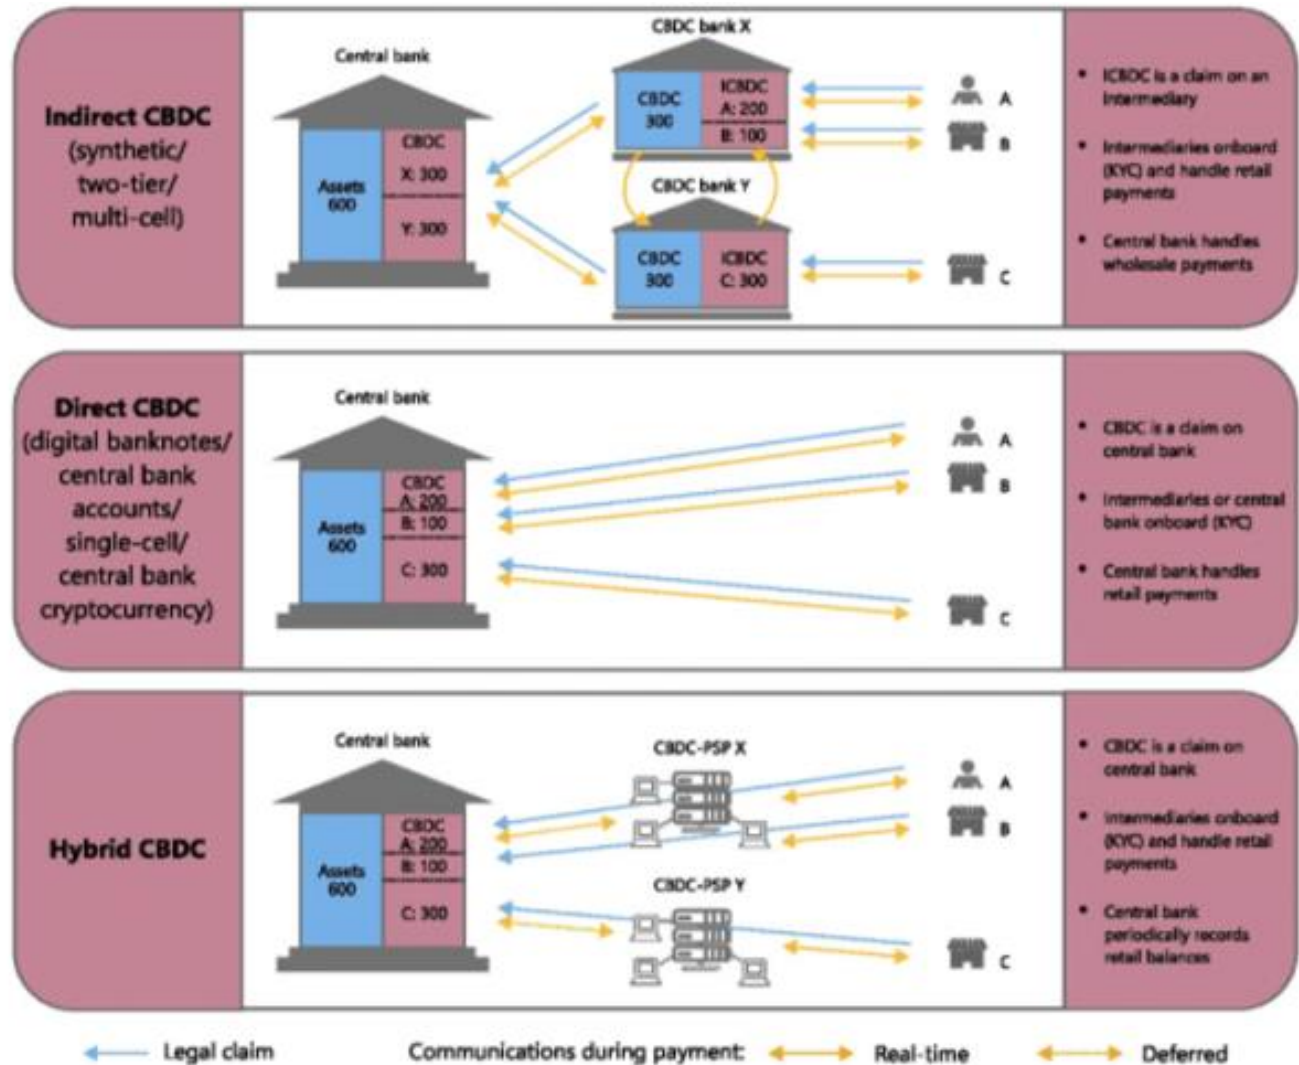 Indirect CBDC
(synthetic/
two-tier/
multi-cell)
Central bank
Assets
600
CBDC
X: 300
Y: 300
CBDC bank X
CBDC
300
ICBDC
A: 200
B: 100
CBDC bank Y
CBDC
300
ICBDC
C: 300
A
B
C
• ICBDC is a claim on an
intermediary
• Intermediaries onboard
(KYC) and handle retail
payments
• Central bank handles
wholesale payments
Direct CBDC
(digital banknotes/
central bank
accounts/
single-cell/
central bank
cryptocurrency)
Central bank
Assets
600
CBDC
A: 200
B: 100
C: 300
A
B
C
• CBDC is a claim on
central bank
• Intermediaries or central
bank onboard (KYC)
• Central bank handles
retail payments
Hybrid CBDC
Central bank
Assets
600
CBDC
A: 200
B: 100
C: 300
CBDC-PSP X
CBDC-PSP Y
A
B
C
• CBDC is a claim on
central bank
• Intermediaries onboard
(KYC) and handle retail
payments
• Central bank
periodically records
retail balances
Legal claim
Communications during payment:
Real-time
Deferred